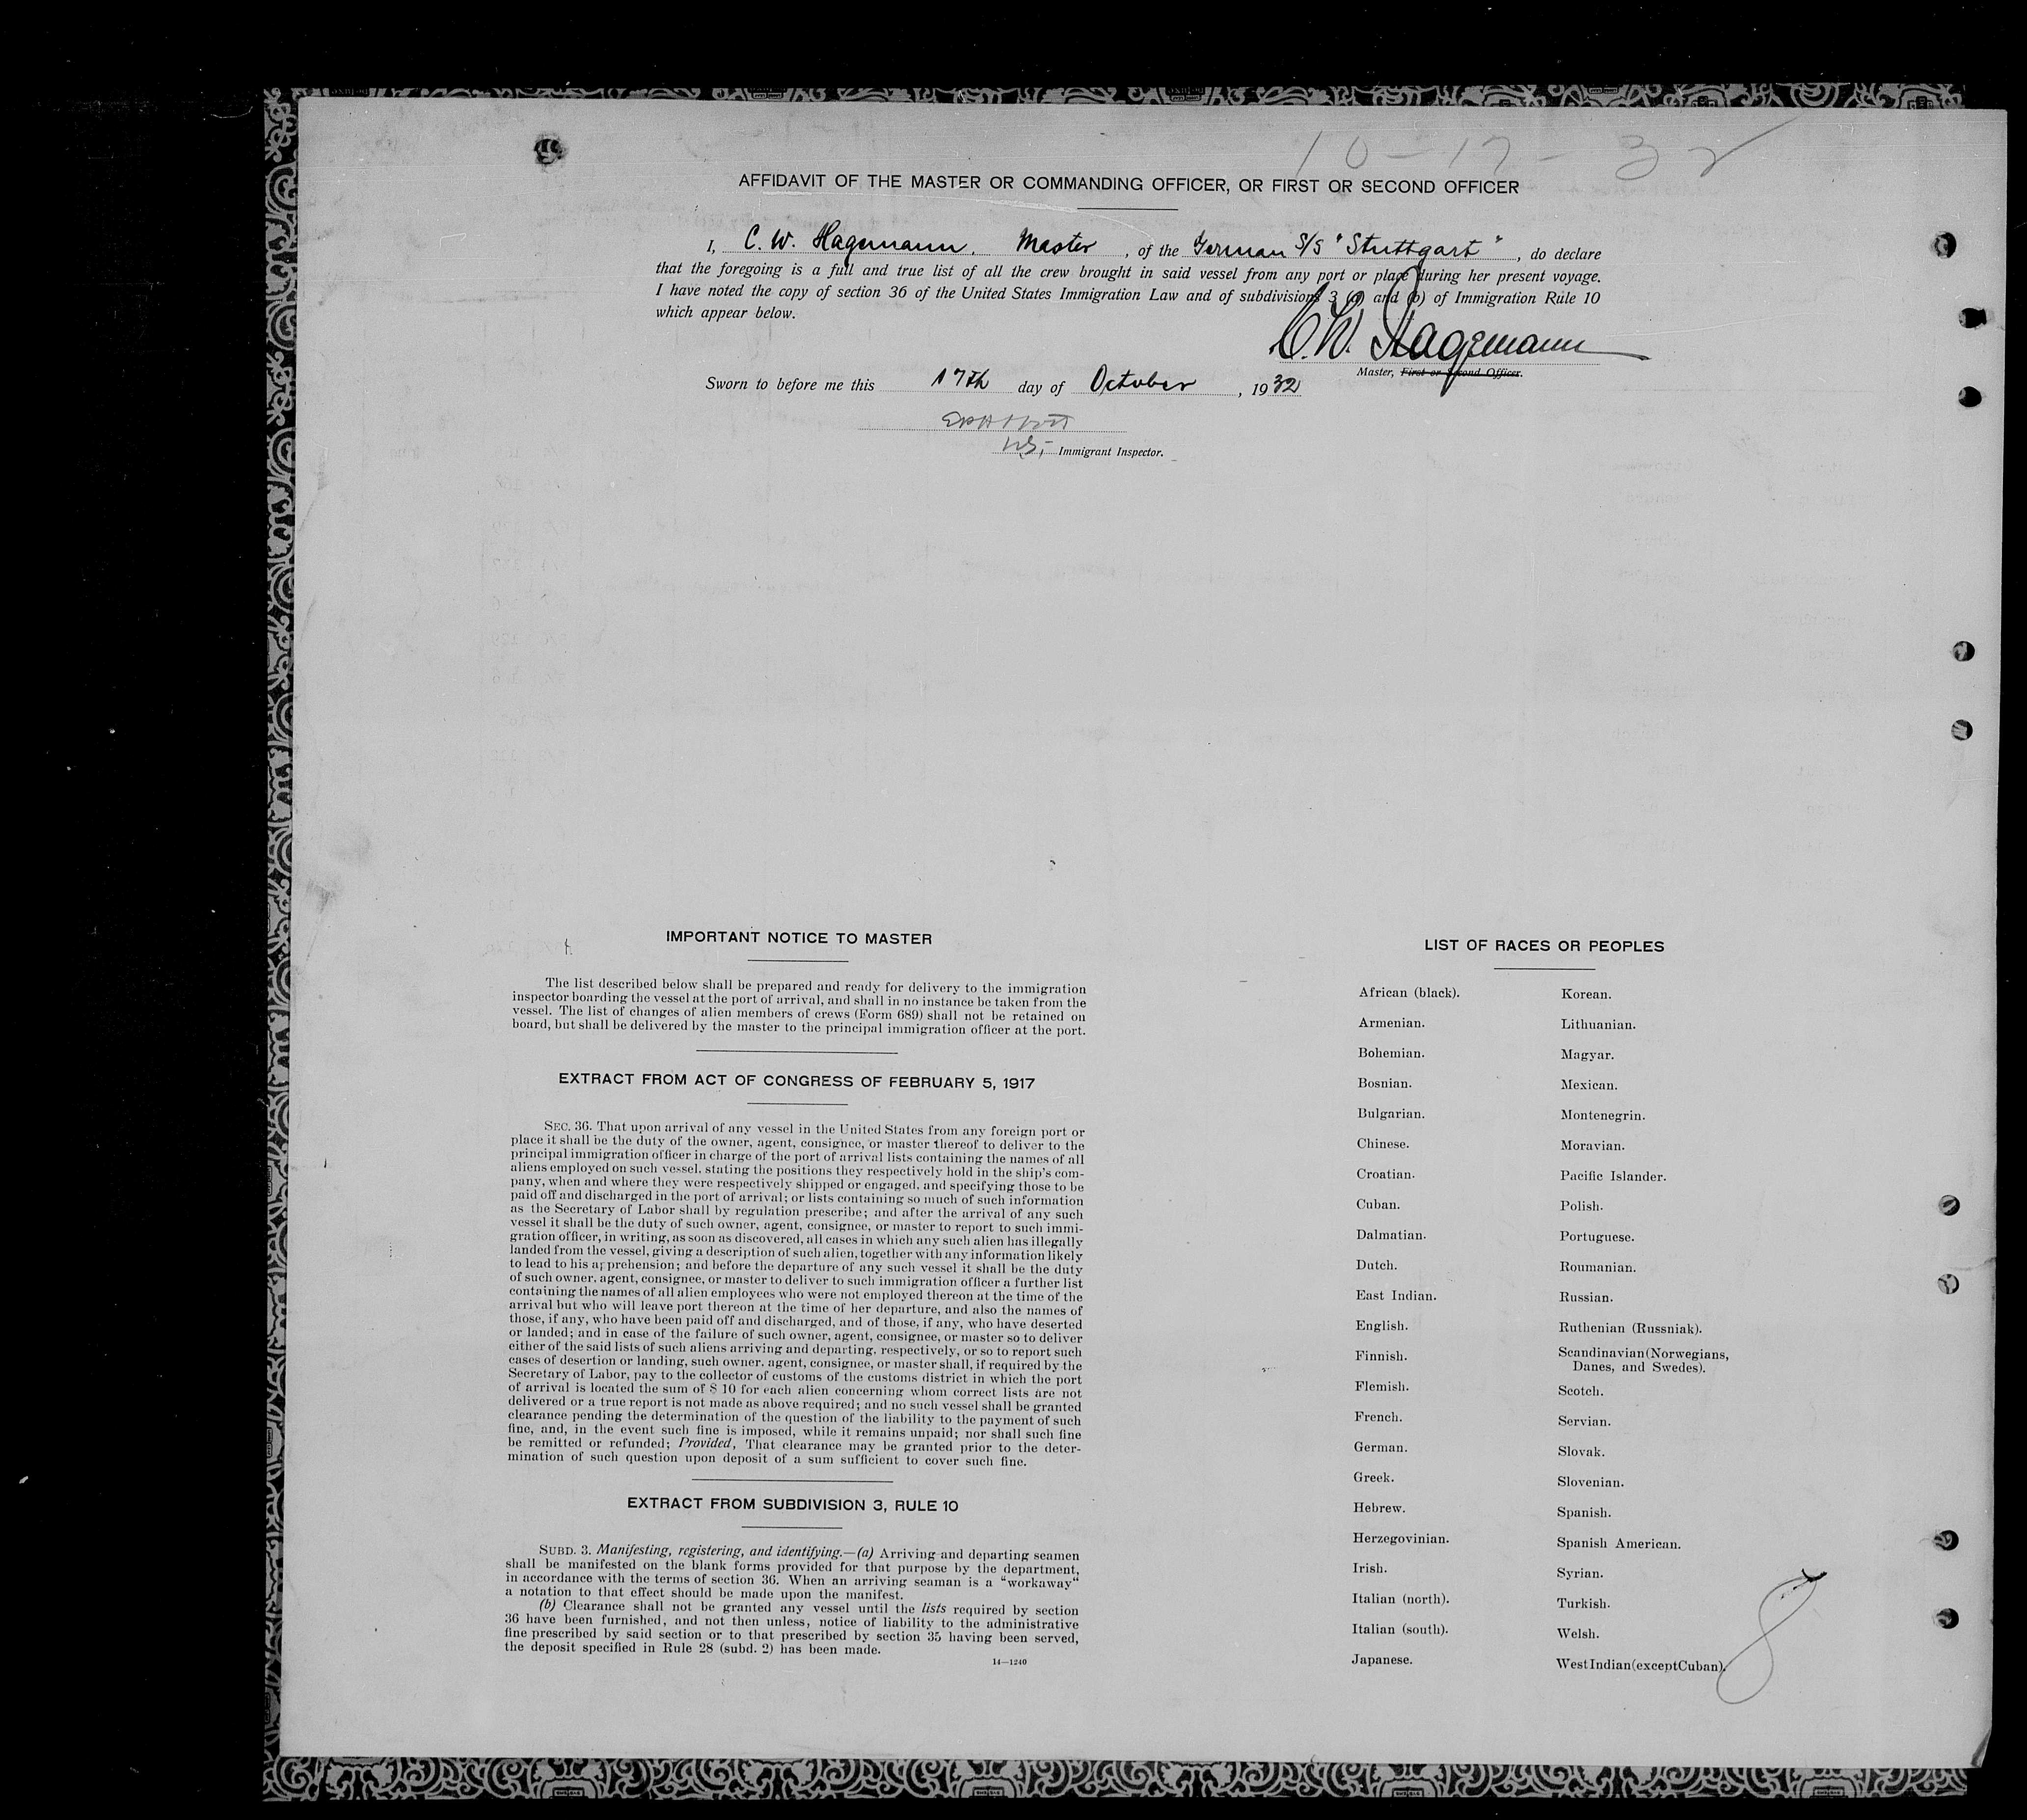 10-17-32
AFFIDAVIT OF THE MASTER OR COMMANDING OFFICER, OR FIRST OR SECOND OFFICER
I, C. W. Hagemann. Master, of the German S/S "Stuttgart", do declare
that the foregoing is a full and true list of all the crew brought in said vessel from any port or place during her present voyage.
I have noted the copy of section 36 of the United States Immigration Law and of subdivisions 3 (a) and (b) of Immigration Rule 10
which appear below.
C. W. Hagemann
Master, First or Second Officer.
Sworn to before me this 17th day of October, 1932
Immigrant Inspector.
IMPORTANT NOTICE TO MASTER
The list described below shall be prepared and ready for delivery to the immigration
inspector boarding the vessel at the port of arrival, and shall in no instance be taken from the
vessel. The list of changes of alien members of crews (Form 689) shall not be retained on
board, but shall be delivered by the master to the principal immigration officer at the port.
EXTRACT FROM ACT OF CONGRESS OF FEBRUARY 5, 1917
SEC. 36. That upon arrival of any vessel in the United States from any foreign port or
place it shall be the duty of the owner, agent, consignee, or master thereof to deliver to the
principal immigration officer in charge of the port of arrival lists containing the names of all
aliens employed on such vessel, stating the positions they respectively hold in the ship's com-
pany, when and where they were respectively shipped or engaged, and specifying those to be
paid off and discharged in the port of arrival; or lists containing so much of such information
as the Secretary of Labor shall by regulation prescribe; and after the arrival of any such
vessel it shall be the duty of such owner, agent, consignee, or master to report to such immi-
gration officer, in writing, as soon as discovered, all cases in which any such alien has illegally
landed from the vessel, giving a description of such alien, together with any information likely
to lead to his apprehension; and before the departure of any such vessel it shall be the duty
of such owner, agent, consignee, or master to deliver to such immigration officer a further list
containing the names of all alien employees who were not employed thereon at the time of the
arrival but who will leave port thereon at the time of her departure, and also the names of
those, if any, who have been paid off and discharged, and of those, if any, who have deserted
or landed; and in case of the failure of such owner, agent, consignee, or master so to deliver
either of the said lists of such aliens arriving and departing, respectively, or so to report such
cases of desertion or landing, such owner, agent, consignee, or master shall, if required by the
Secretary of Labor, pay to the collector of customs of the customs district in which the port
of arrival is located the sum of $ 10 for each alien concerning whom correct lists are not
delivered or a true report is not made as above required; and no such vessel shall be granted
clearance pending the determination of the question of the liability to the payment of such
fine, and, in the event such fine is imposed, while it remains unpaid; nor shall such fine
be remitted or refunded; Provided, That clearance may be granted prior to the deter-
mination of such question upon deposit of a sum sufficient to cover such fine.
EXTRACT FROM SUBDIVISION 3, RULE 10
SUBD. 3. Manifesting, registering, and identifying.—(a) Arriving and departing seamen
shall be manifested on the blank forms provided for that purpose by the department,
in accordance with the terms of section 36. When an arriving seaman is a "workaway"
a notation to that effect should be made upon the manifest.
(b) Clearance shall not be granted any vessel until the lists required by section
36 have been furnished, and not then unless, notice of liability to the administrative
fine prescribed by said section or to that prescribed by section 35 having been served,
the deposit specified in Rule 28 (subd. 2) has been made.
14—1240
LIST OF RACES OR PEOPLES
African (black).
Armenian.
Bohemian.
Bosnian.
Bulgarian.
Chinese.
Croatian.
Cuban.
Dalmatian.
Dutch.
East Indian.
English.
Finnish.
Flemish.
French.
German.
Greek.
Hebrew.
Herzegovinian.
Irish.
Italian (north).
Italian (south).
Japanese.
Korean.
Lithuanian.
Magyar.
Mexican.
Montenegrin.
Moravian.
Pacific Islander.
Polish.
Portuguese.
Roumanian.
Russian.
Ruthenian (Russniak).
Scandinavian (Norwegians,
Danes, and Swedes).
Scotch.
Servian.
Slovak.
Slovenian.
Spanish.
Spanish American.
Syrian.
Turkish.
Welsh.
West Indian (except Cuban).
8